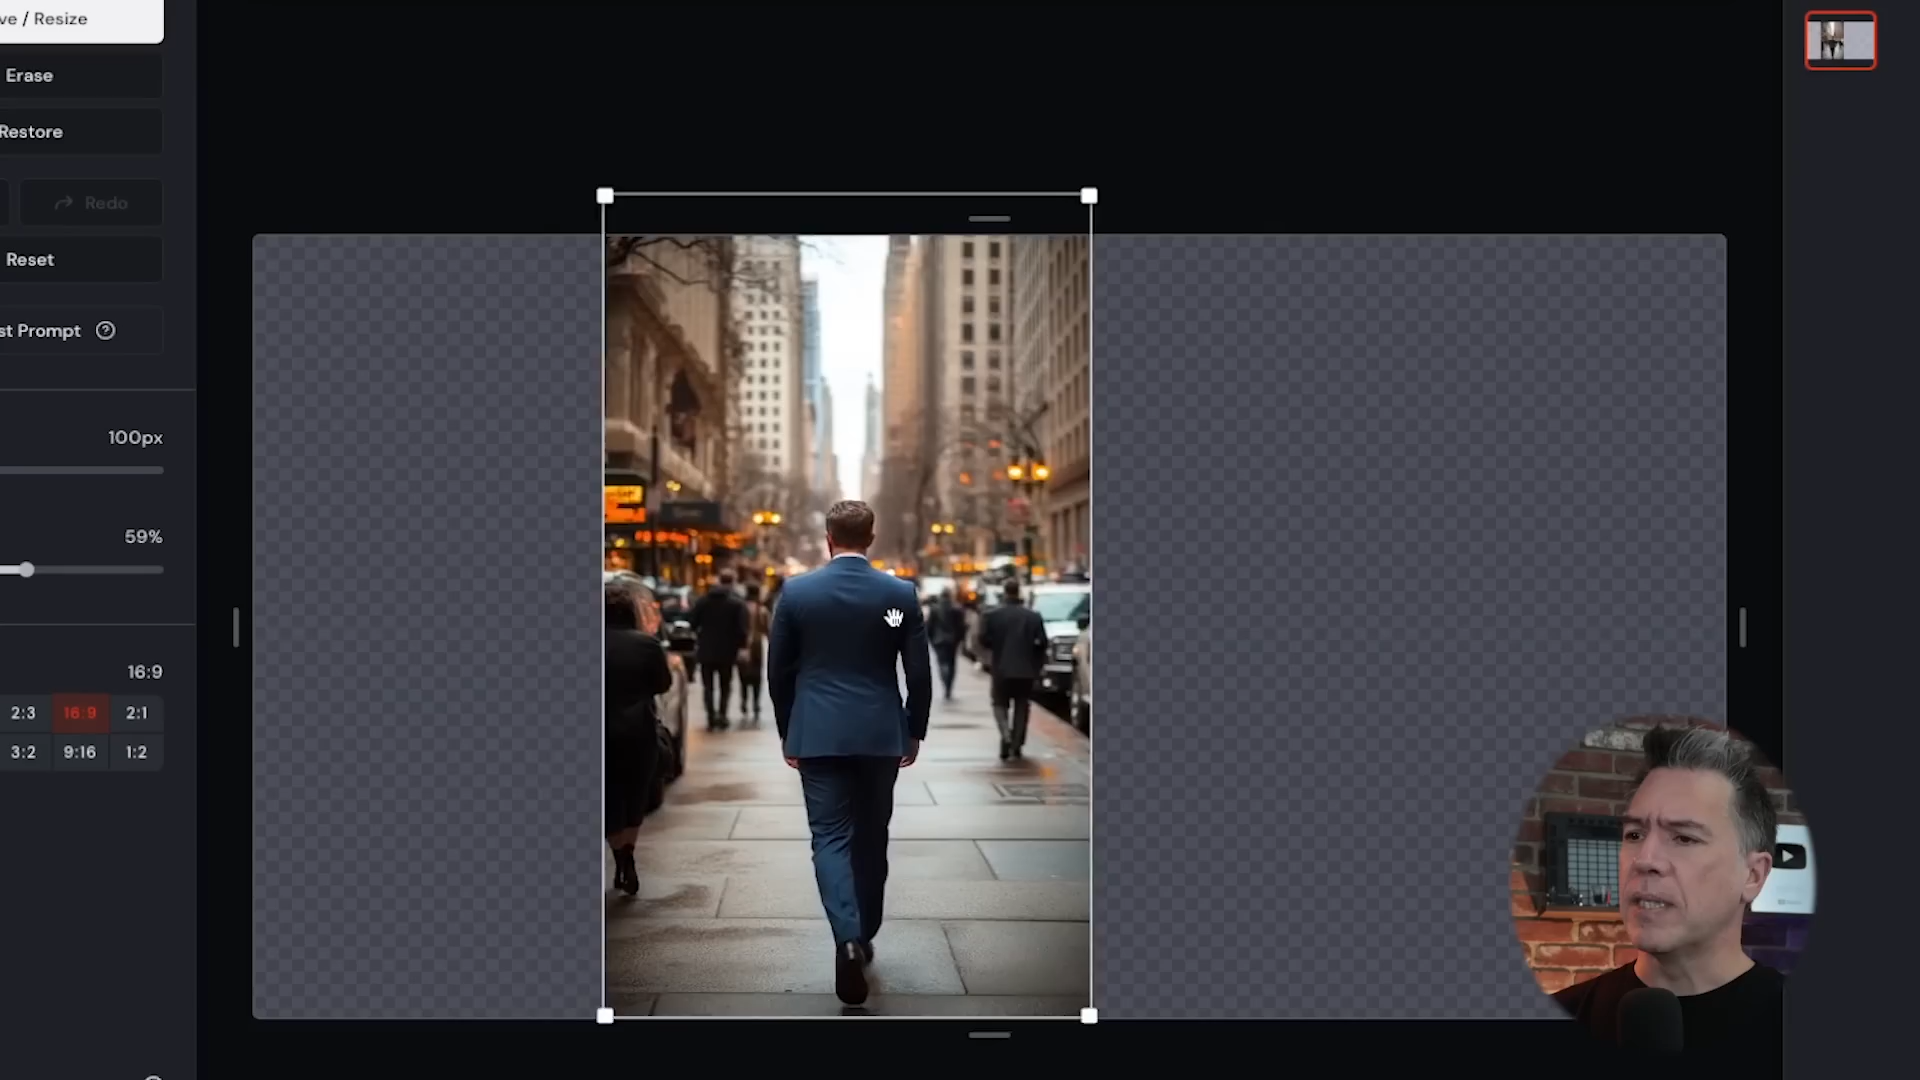 ve / Resize
Erase
Restore
Redo
Reset
st Prompt ?
100px
59%
16:9
2:3 16:9 2:1
3:2 9:16 1:2